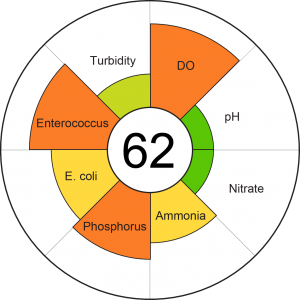 Turbidity
DO
pH
Enterococcus
62
E. coli
Nitrate
Ammonia
Phosphorus